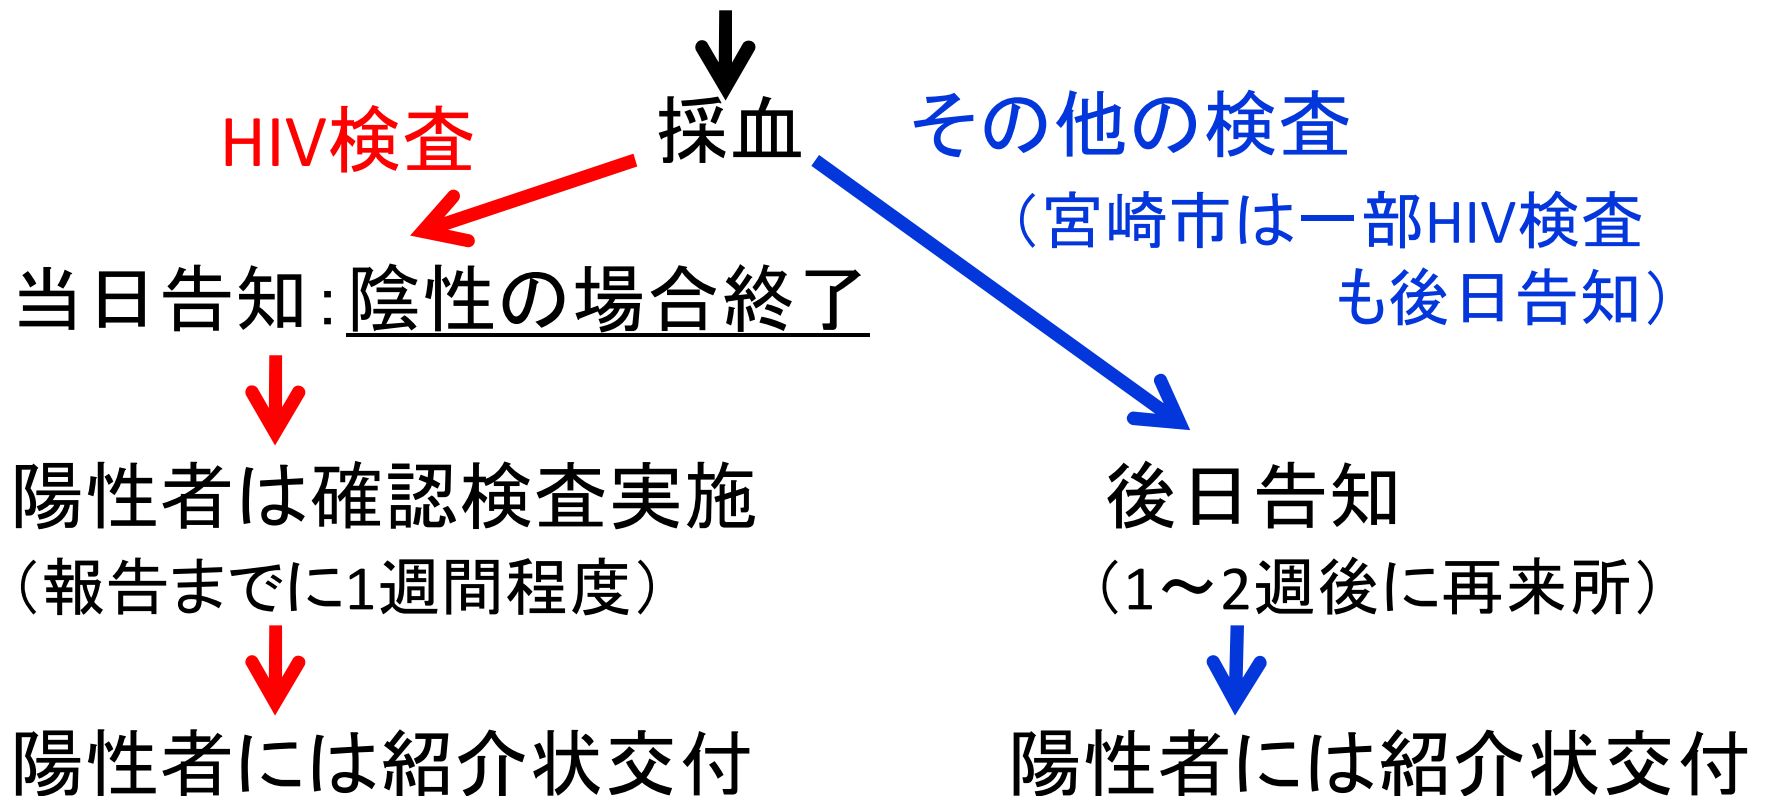 採血
HIV検査
その他の検査
（宮崎市は一部HIV検査
も後日告知）
当日告知：陰性の場合終了
陽性者は確認検査実施
（報告までに1週間程度）
陽性者には紹介状交付
後日告知
（1～2週後に再来所）
陽性者には紹介状交付